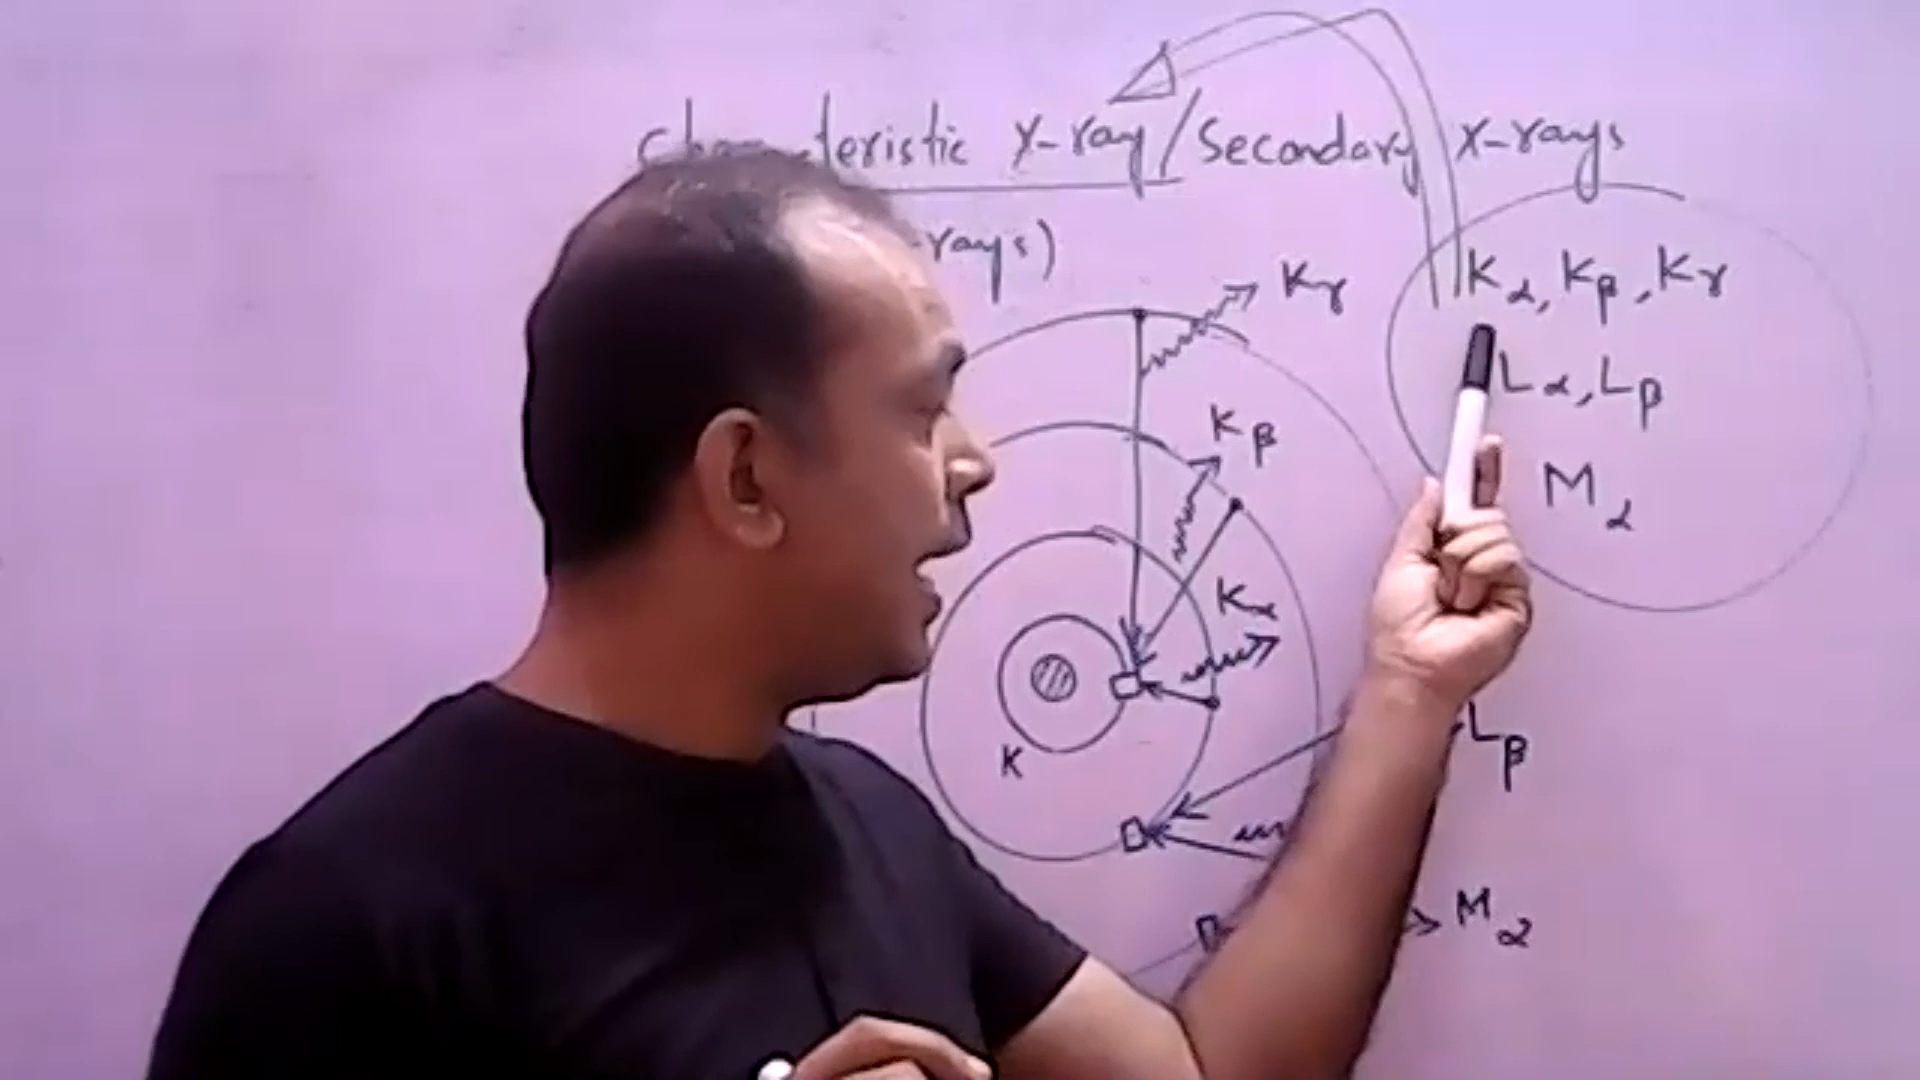 characteristic X-ray/Secondary X-rays
rays)
Kα, Kβ, Kγ
Kγ
Lα, Lβ
Kβ
Mα
Kα
K
Lβ
Mα